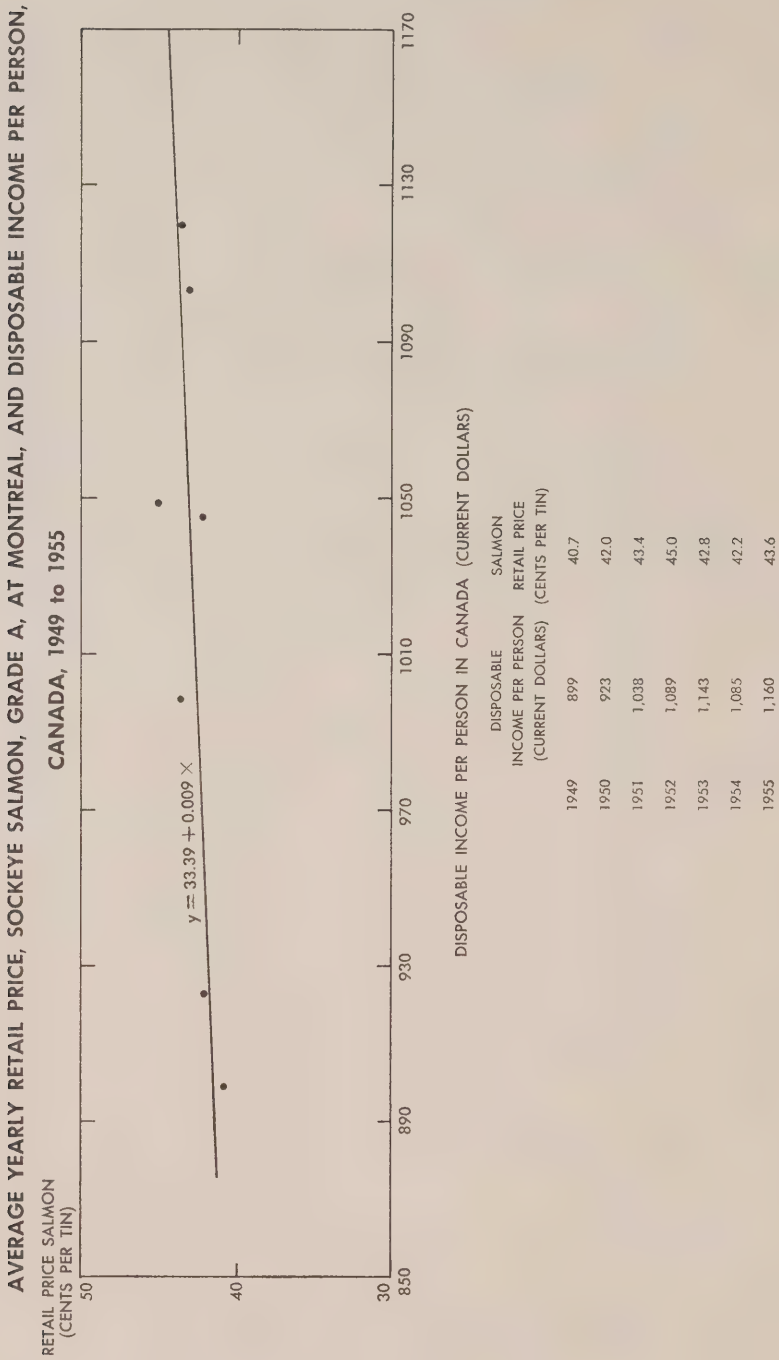 AVERAGE YEARLY RETAIL PRICE, SOCKEYE SALMON, GRADE A, AT MONTREAL, AND DISPOSABLE INCOME PER PERSON,
CANADA, 1949 to 1955
RETAIL PRICE SALMON
(CENTS PER TIN)
50
40
30
y = 33.39 + 0.009 X
850 890 930 970 1010 1050 1090 1130 1170
DISPOSABLE INCOME PER PERSON IN CANADA (CURRENT DOLLARS)
DISPOSABLE SALMON
INCOME PER PERSON RETAIL PRICE
(CURRENT DOLLARS) (CENTS PER TIN)
1949 899 40.7
1950 923 42.0
1951 1,038 43.4
1952 1,089 45.0
1953 1,143 42.8
1954 1,085 42.2
1955 1,160 43.6